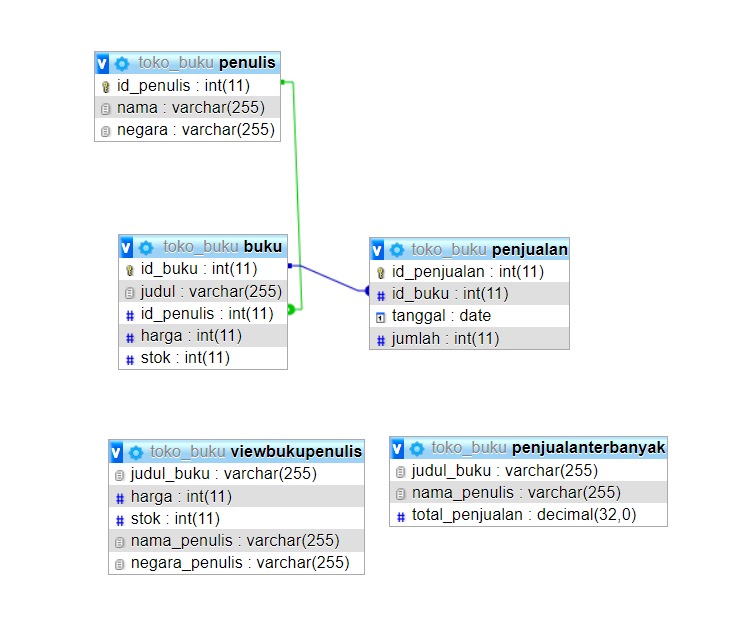 toko_buku penulis
id_penulis : int(11)
nama : varchar(255)
negara : varchar(255)
toko_buku buku
id_buku : int(11)
judul : varchar(255)
id_penulis : int(11)
harga : int(11)
stok : int(11)
toko_buku penjualan
id_penjualan : int(11)
id_buku : int(11)
tanggal : date
jumlah : int(11)
toko_buku viewbukupenulis
judul_buku : varchar(255)
harga : int(11)
stok : int(11)
nama_penulis : varchar(255)
negara_penulis : varchar(255)
toko_buku penjualanterbanyak
judul_buku : varchar(255)
nama_penulis : varchar(255)
total_penjualan : decimal(32,0)